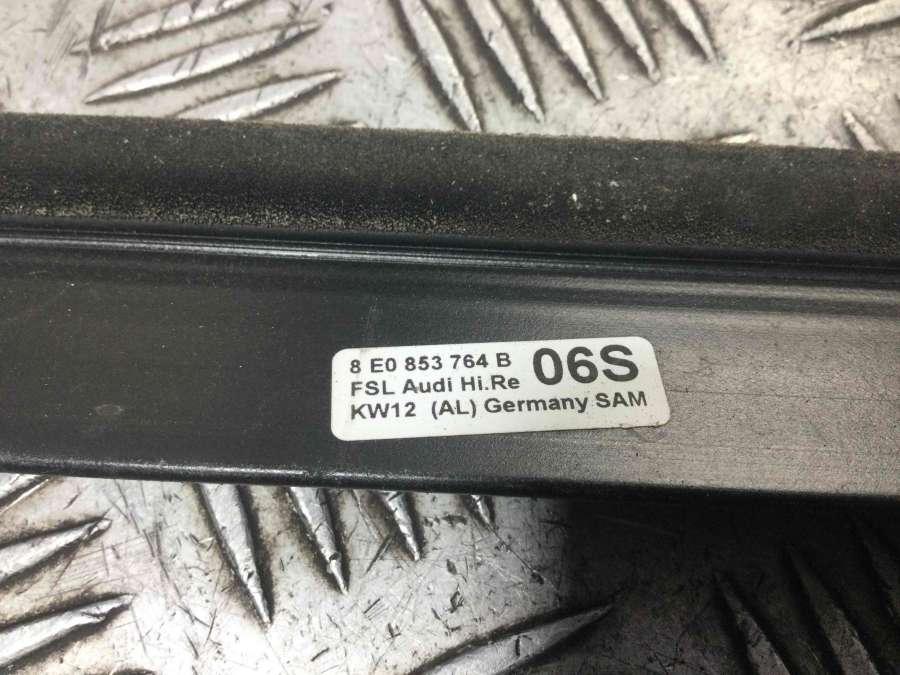 8 E0 853 764 B 06S
FSL Audi Hi.Re
KW12 (AL) Germany SAM